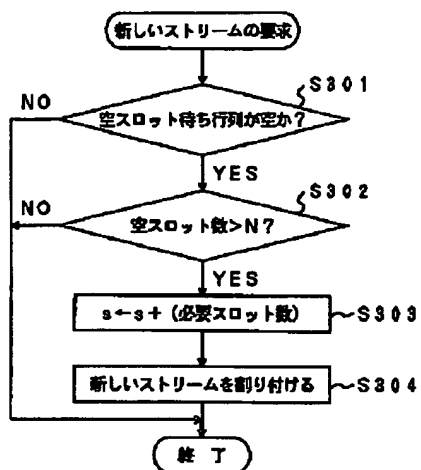 新しいストリームの要求
S301
NO
空スロット待ち行列が空か?
YES
S302
NO
空スロット数>N?
YES
s←s+(必要スロット数)
S303
新しいストリームを割り付ける
S304
終 了